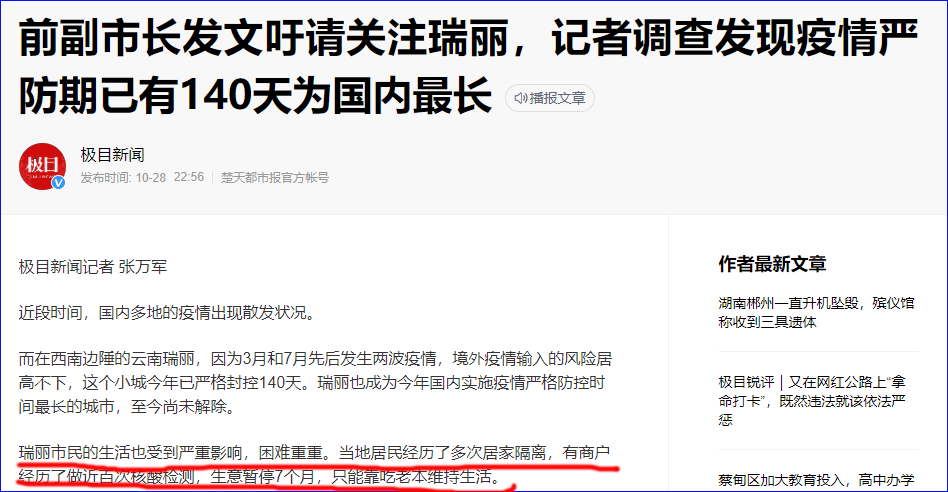 前副市长发文吁请关注瑞丽，记者调查发现疫情严
防期已有140天为国内最长 播报文章
极目
极目新闻
发布时间: 10-28 22:56 楚天都市报官方帐号
极目新闻记者 张万军
近段时间，国内多地的疫情出现散发状况。
而在西南边陲的云南瑞丽，因为3月和7月先后发生两波疫情，境外疫情输入的风险居
高不下，这个小城今年已严格封控140天。瑞丽也成为今年国内实施疫情严格防控时
间最长的城市，至今尚未解除。
瑞丽市民的生活也受到严重影响，困难重重。当地居民经历了多次居家隔离，有商户
经历了做近百次核酸检测，生意暂停7个月，只能靠吃老本维持生活。
作者最新文章
湖南郴州一直升机坠毁，殡仪馆
称收到三具遗体
极目锐评 | 又在网红公路上“拿
命打卡”，既然违法就该依法严
惩
蔡甸区加大教育投入，高中办学